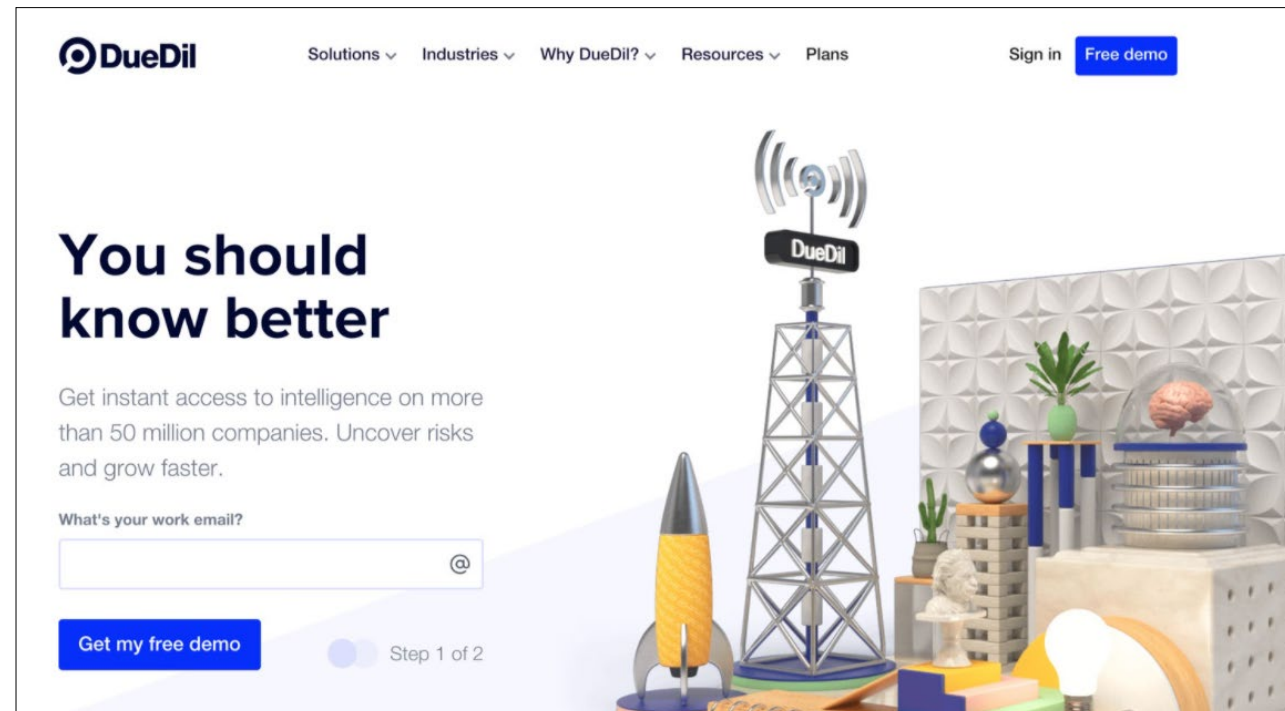 DueDil
Solutions
Industries
Why DueDil?
Resources
Plans
Sign in
Free demo
DueDil
You should
know better
Get instant access to intelligence on more
than 50 million companies. Uncover risks
and grow faster.
What's your work email?
@
Get my free demo
Step 1 of 2